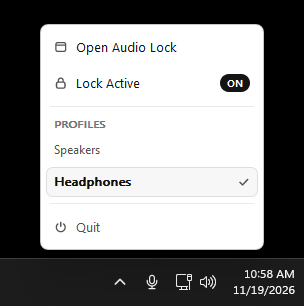 Open Audio Lock
Lock Active ON
PROFILES
Speakers
Headphones
Quit
10:58 AM
11/19/2026